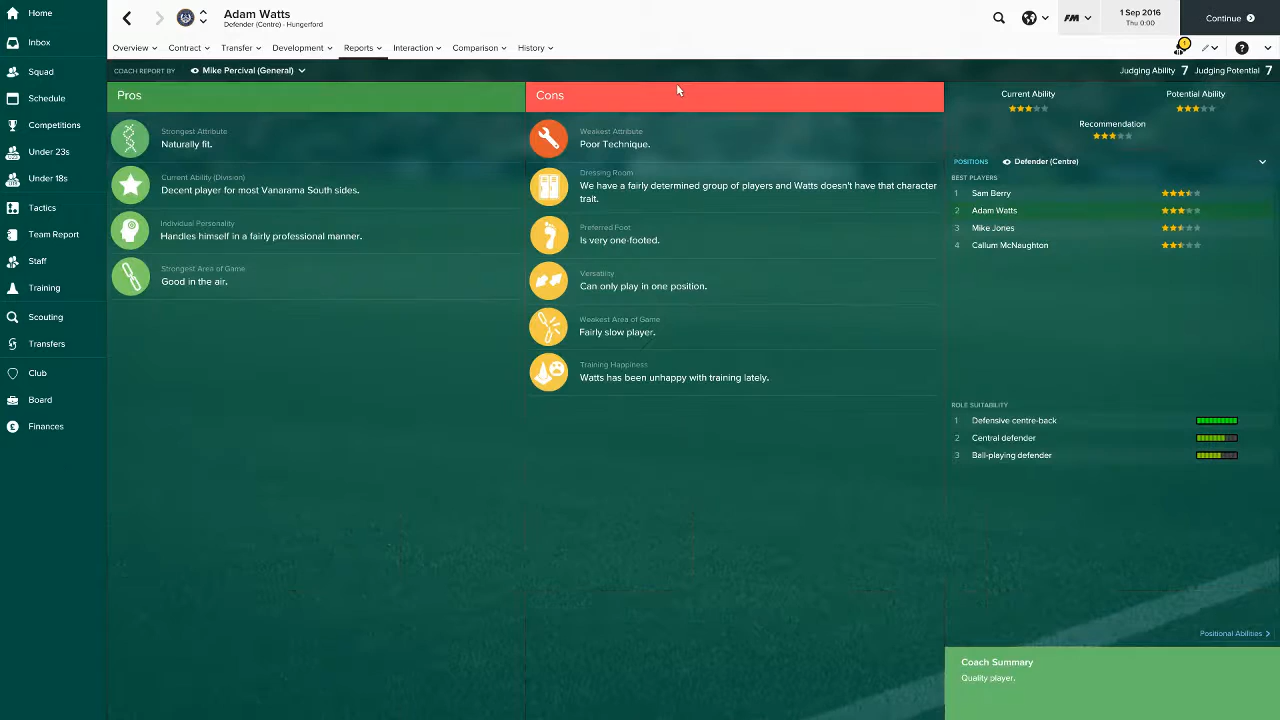 Home
Inbox
Squad
Schedule
Competitions
Under 23s
Under 18s
Tactics
Team Report
Staff
Training
Scouting
Transfers
Club
Board
Finances
Adam Watts
Defender (Centre) - Hungerford
FM
1 Sep 2016
Thu 0:00
Continue
Overview
Contract
Transfer
Development
Reports
Interaction
Comparison
History
1
?
COACH REPORT BY
Mike Percival (General)
Judging Ability 7
Judging Potential 7
Pros
Strongest Attribute
Naturally fit.
Current Ability (Division)
Decent player for most Vanarama South sides.
Individual Personality
Handles himself in a fairly professional manner.
Strongest Area of Game
Good in the air.
Cons
Weakest Attribute
Poor Technique.
Dressing Room
We have a fairly determined group of players and Watts doesn't have that character
trait.
Preferred Foot
Is very one-footed.
Versatility
Can only play in one position.
Weakest Area of Game
Fairly slow player.
Training Happiness
Watts has been unhappy with training lately.
Current Ability
Potential Ability
Recommendation
POSITIONS
Defender (Centre)
BEST PLAYERS
1 Sam Berry
2 Adam Watts
3 Mike Jones
4 Callum McNaughton
ROLE SUITABILITY
1 Defensive centre-back
2 Central defender
3 Ball-playing defender
Positional Abilities
Coach Summary
Quality player.